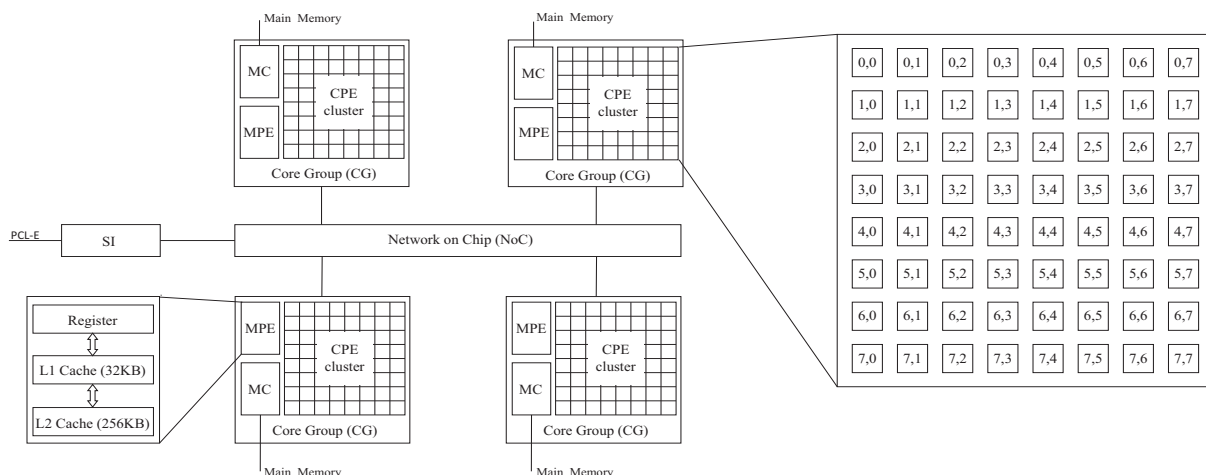 Main Memory
Main Memory
MC
CPE
cluster
MPE
Core Group (CG)
MC
CPE
cluster
MPE
Core Group (CG)
PCL-E
SI
Network on Chip (NoC)
Register
L1 Cache (32KB)
L2 Cache (256KB)
MPE
CPE
cluster
MC
Core Group (CG)
Main Memory
MPE
CPE
cluster
MC
Core Group (CG)
Main Memory
0,0 0,1 0,2 0,3 0,4 0,5 0,6 0,7
1,0 1,1 1,2 1,3 1,4 1,5 1,6 1,7
2,0 2,1 2,2 2,3 2,4 2,5 2,6 2,7
3,0 3,1 3,2 3,3 3,4 3,5 3,6 3,7
4,0 4,1 4,2 4,3 4,4 4,5 4,6 4,7
5,0 5,1 5,2 5,3 5,4 5,5 5,6 5,7
6,0 6,1 6,2 6,3 6,4 6,5 6,6 6,7
7,0 7,1 7,2 7,3 7,4 7,5 7,6 7,7